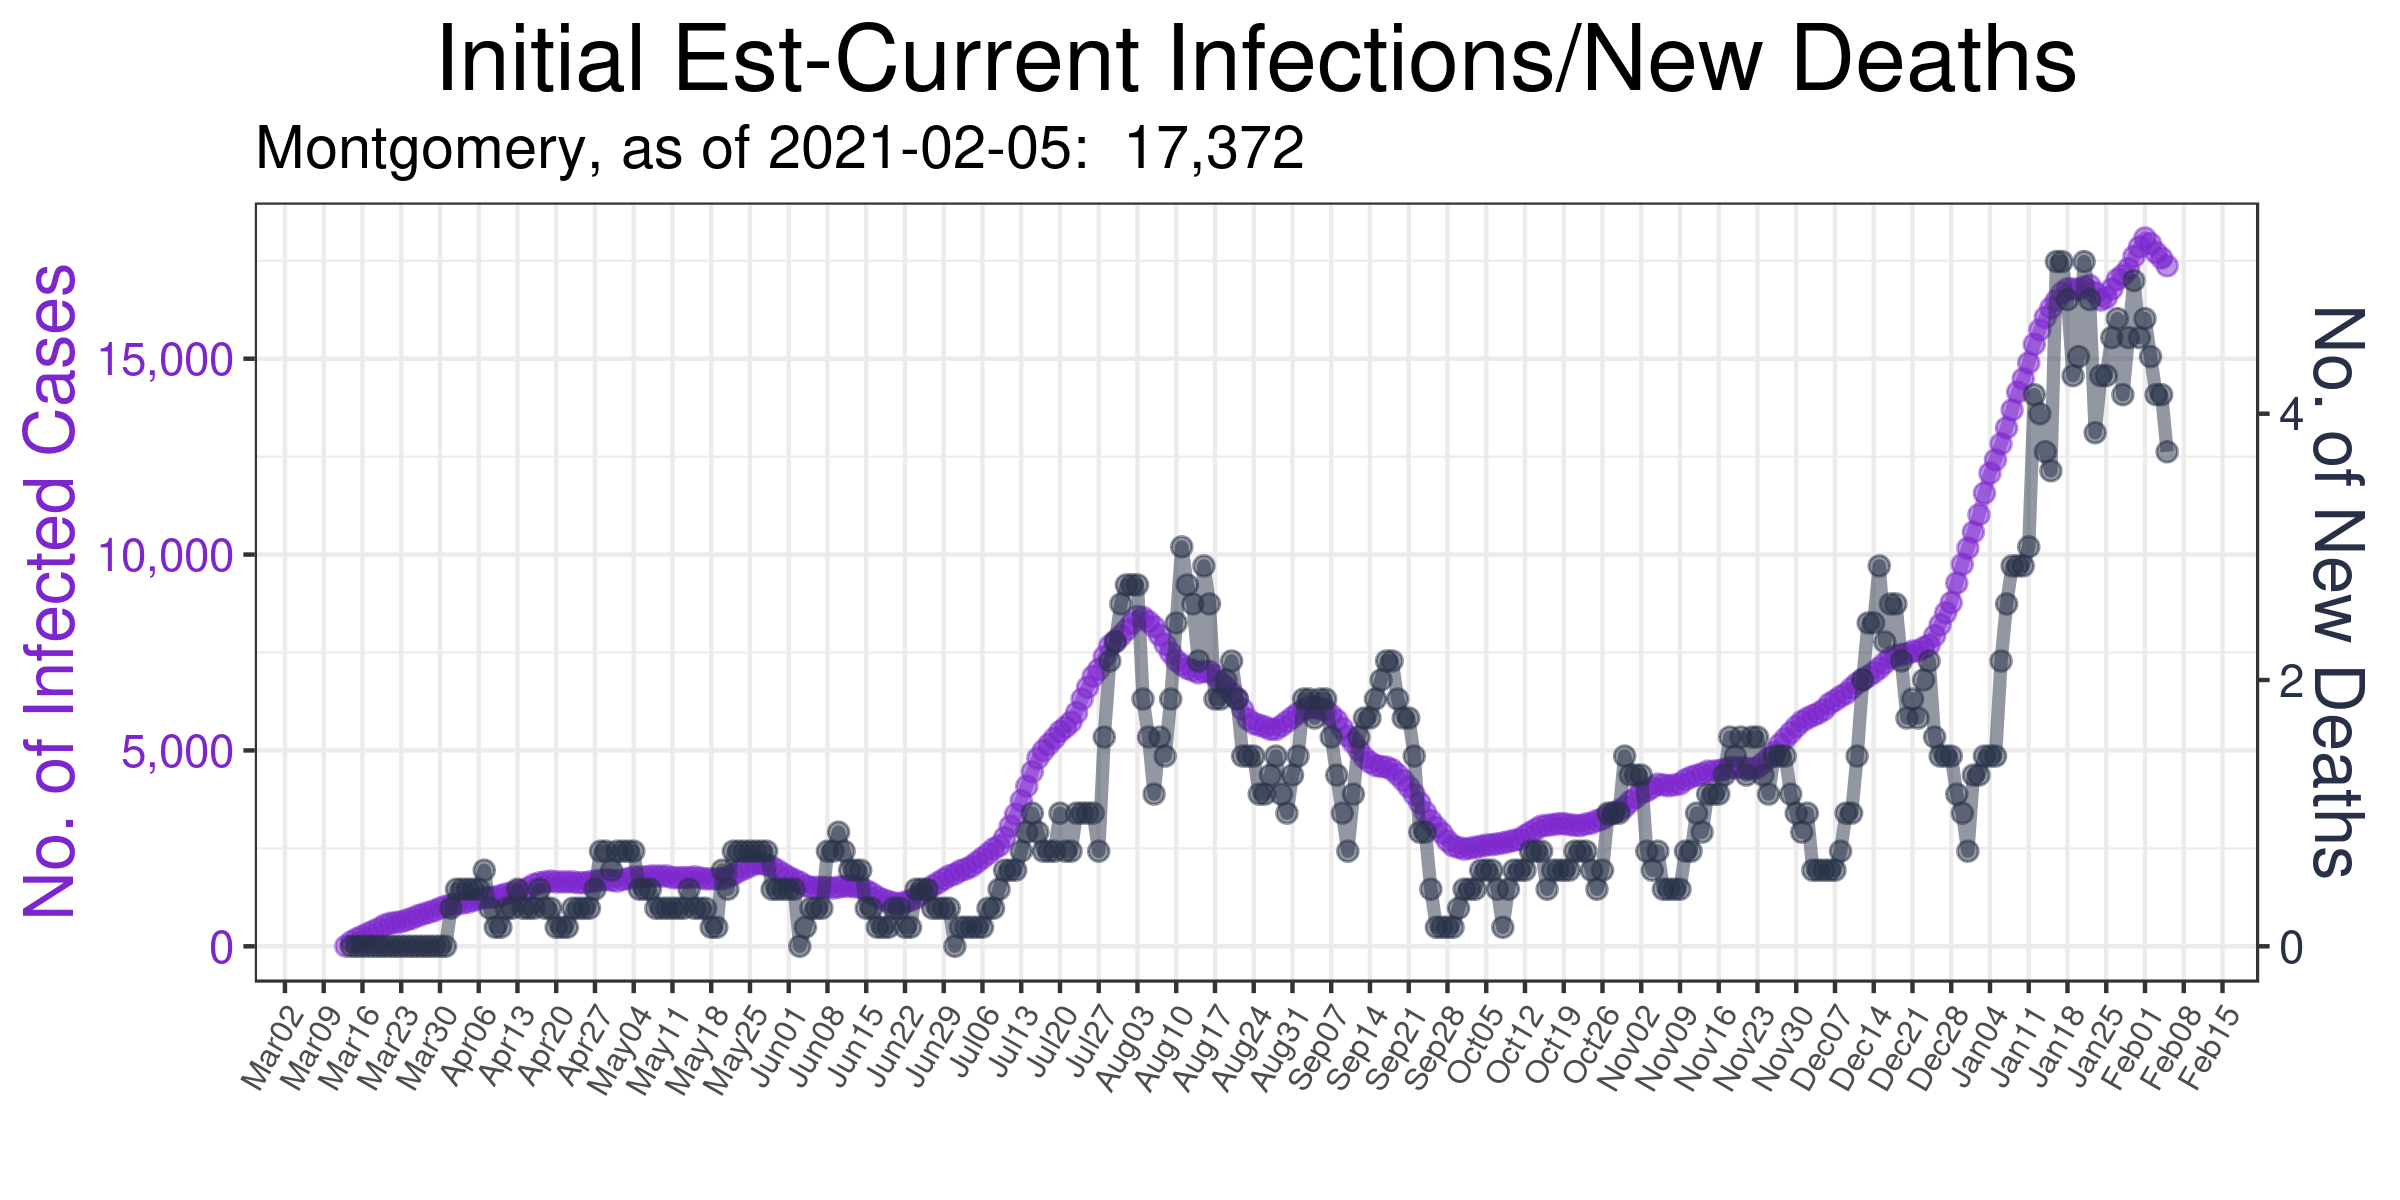 Initial Est-Current Infections/New Deaths
Montgomery, as of 2021-02-05:  17,372
No. of Infected Cases
15,000
10,000
5,000
0
4
2
0
No. of New Deaths
Mar02 Mar09 Mar16 Mar23 Mar30 Apr06 Apr13 Apr20 Apr27 May04 May11 May18 May25 Jun01 Jun08 Jun15 Jun22 Jun29 Jul06 Jul13 Jul20 Jul27 Aug03 Aug10 Aug17 Aug24 Aug31 Sep07 Sep14 Sep21 Sep28 Oct05 Oct12 Oct19 Oct26 Nov02 Nov09 Nov16 Nov23 Nov30 Dec07 Dec14 Dec21 Dec28 Jan04 Jan11 Jan18 Jan25 Feb01 Feb08 Feb15